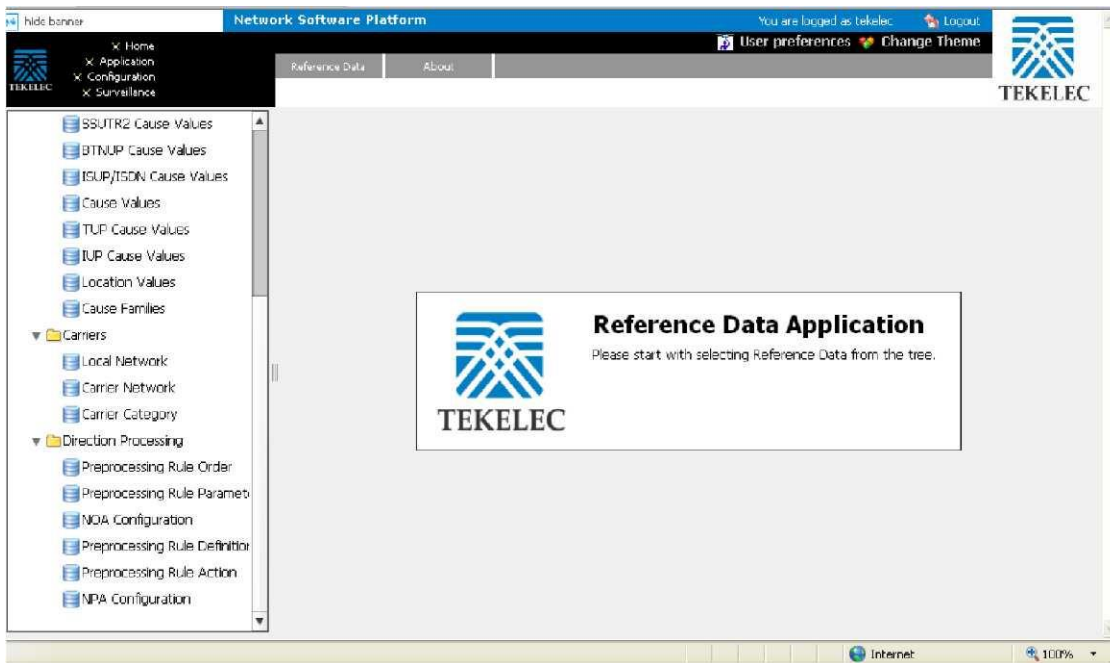 hide banner
Network Software Platform
You are logged as tekelec
Logout
User preferences
Change Theme
Home
Application
Configuration
Surveillance
TEKELEC
Reference Data
About
TEKELEC
SSUTR2 Cause Values
BTNUP Cause Values
ISUP/ISDN Cause Values
Cause Values
TUP Cause Values
IUP Cause Values
Location Values
Cause Families
Carriers
Local Network
Carrier Network
Carrier Category
Direction Processing
Preprocessing Rule Order
Preprocessing Rule Paramet
NOA Configuration
Preprocessing Rule Definition
Preprocessing Rule Action
NPA Configuration
Reference Data Application
Please start with selecting Reference Data from the tree.
TEKELEC
Internet
100%